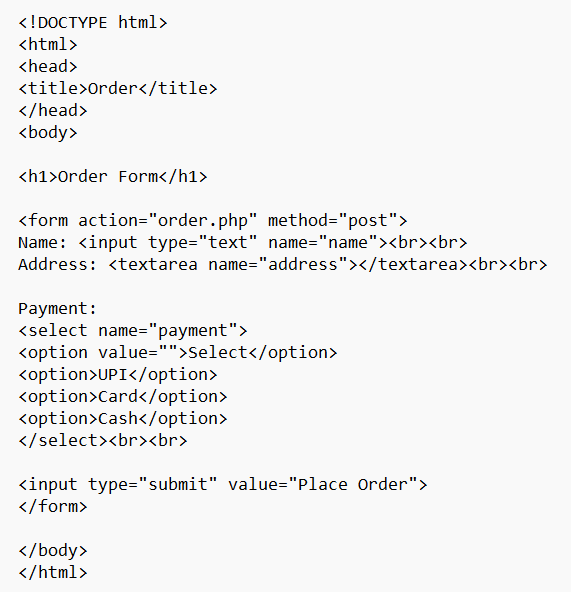 <!DOCTYPE html>
<html>
<head>
<title>Order</title>
</head>
<body>

<h1>Order Form</h1>

<form action="order.php" method="post">
Name: <input type="text" name="name"><br><br>
Address: <textarea name="address"></textarea><br><br>

Payment:
<select name="payment">
<option value="">Select</option>
<option>UPI</option>
<option>Card</option>
<option>Cash</option>
</select><br><br>

<input type="submit" value="Place Order">
</form>

</body>
</html>